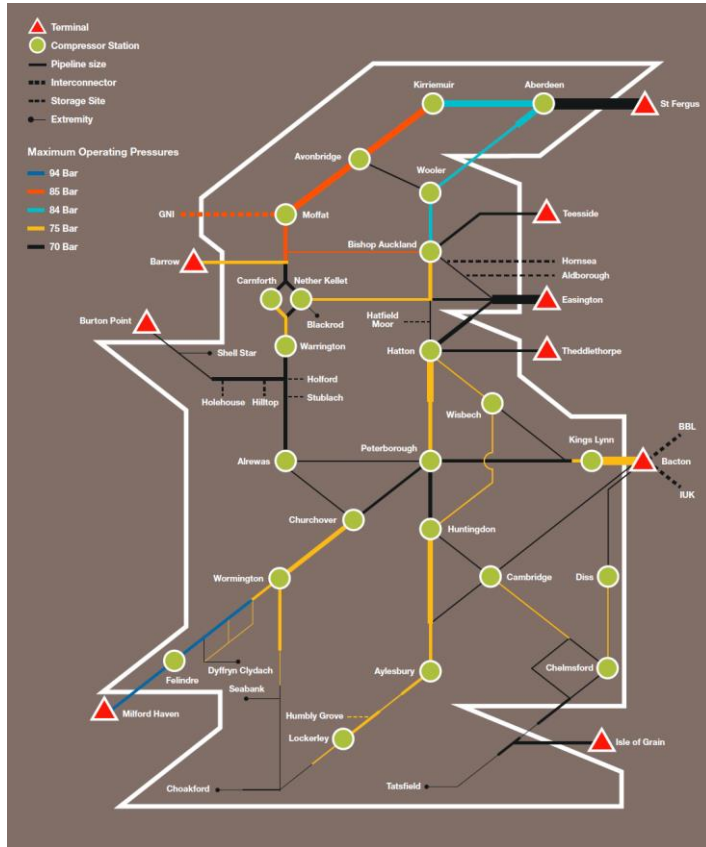 Terminal
Compressor Station
Pipeline size
Interconnector
Storage Site
Extremity
Maximum Operating Pressures
94 Bar
85 Bar
84 Bar
75 Bar
70 Bar
Kirriemuir
Aberdeen
St Fergus
Avonbridge
Wooler
GNI
Moffat
Teesside
Bishop Auckland
Barrow
Hornsea
Aldborough
Carnforth
Nether Kellet
Easington
Burton Point
Blackrod
Hatfield
Moor
Warrington
Shell Star
Hatton
Theddlethorpe
Holford
Holehouse
Hilltop
Stublach
Wisbech
BBL
Kings Lynn
Peterborough
Alrewas
Bacton
IUK
Churchover
Huntingdon
Wormington
Cambridge
Diss
Dyffryn Clydach
Felindre
Aylesbury
Chelmsford
Seabank
Milford Haven
Humbly Grove
Lockerley
Isle of Grain
Choakford
Tatsfield